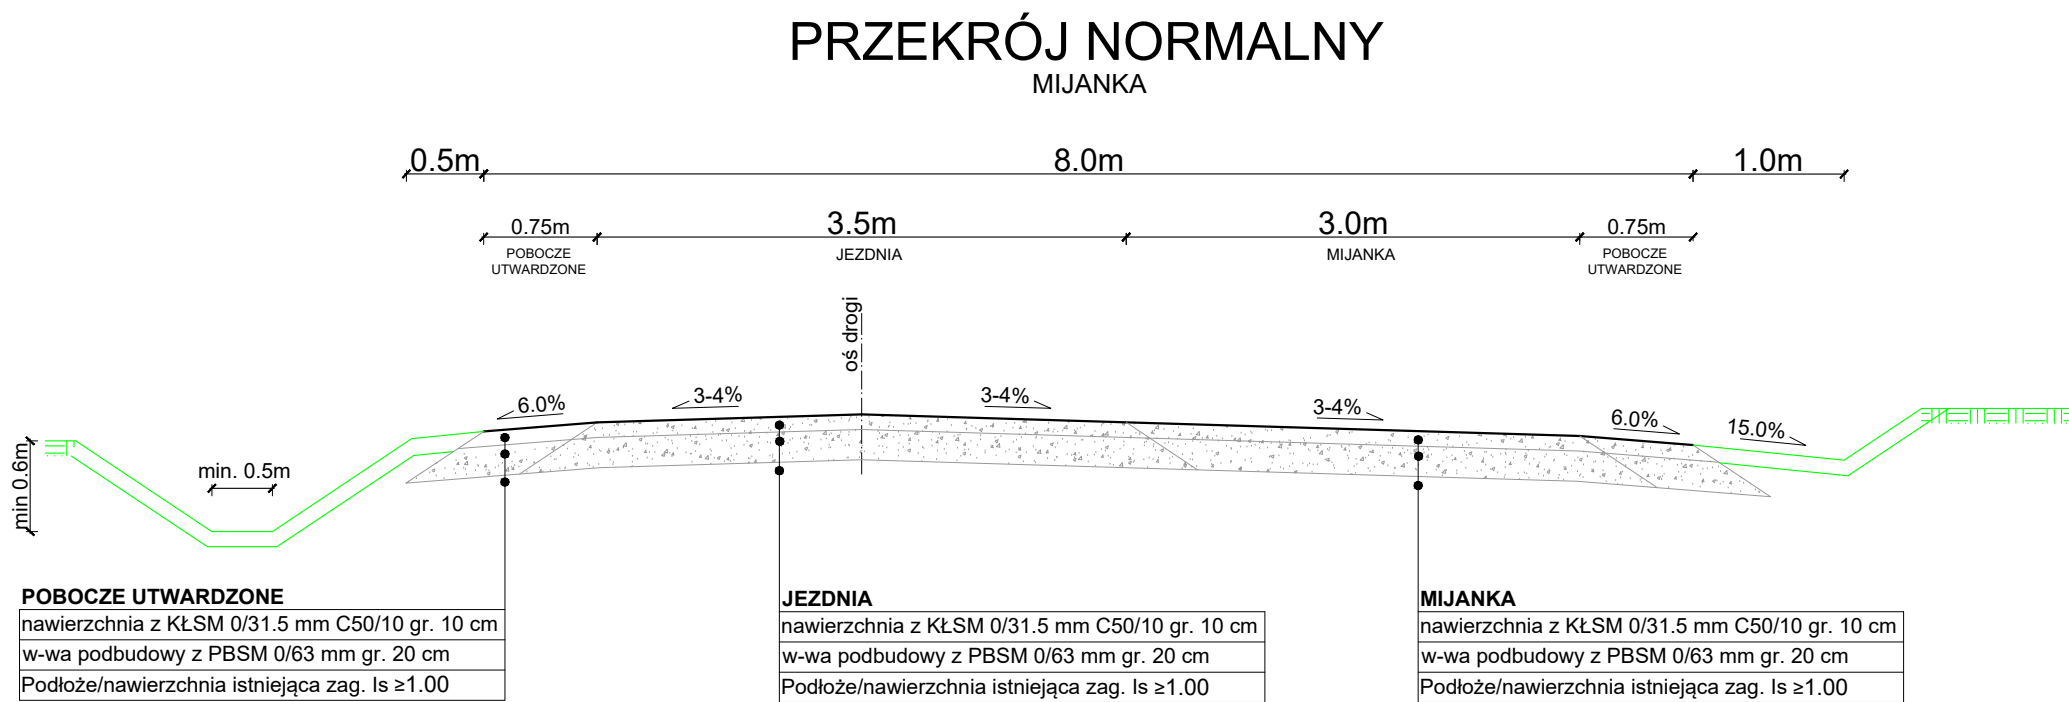 PRZEKRÓJ NORMALNY
MIJANKA
0.5m
8.0m
1.0m
0.75m
3.5m
3.0m
0.75m
POBOCZE
UTWARDZONE
JEZDNIA
MIJANKA
POBOCZE
UTWARDZONE
oś drogi
6.0%
3-4%
3-4%
3-4%
6.0%
15.0%
min 0.6m
min. 0.5m
POBOCZE UTWARDZONE
nawierzchnia z KŁSM 0/31.5 mm C50/10 gr. 10 cm
w-wa podbudowy z PBSM 0/63 mm gr. 20 cm
Podłoże/nawierzchnia istniejąca zag. Is ≥1.00
JEZDNIA
nawierzchnia z KŁSM 0/31.5 mm C50/10 gr. 10 cm
w-wa podbudowy z PBSM 0/63 mm gr. 20 cm
Podłoże/nawierzchnia istniejąca zag. Is ≥1.00
MIJANKA
nawierzchnia z KŁSM 0/31.5 mm C50/10 gr. 10 cm
w-wa podbudowy z PBSM 0/63 mm gr. 20 cm
Podłoże/nawierzchnia istniejąca zag. Is ≥1.00